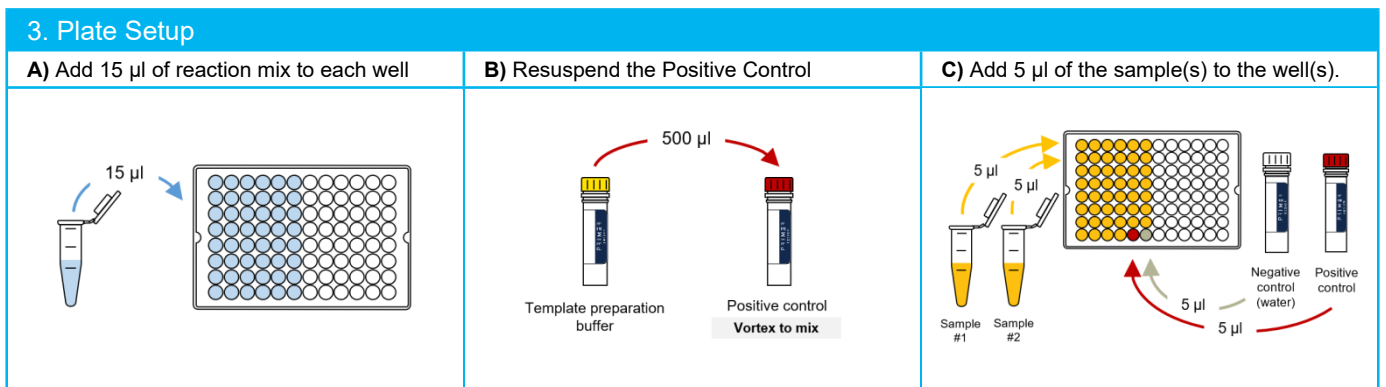 3. Plate Setup
A) Add 15 µl of reaction mix to each well
B) Resuspend the Positive Control
C) Add 5 µl of the sample(s) to the well(s).
15 µl
500 µl
Template preparation
buffer
Positive control
Vortex to mix
5 µl
5 µl
Sample
#1
Sample
#2
Negative
control
(water)
Positive
control
5 µl
5 µl